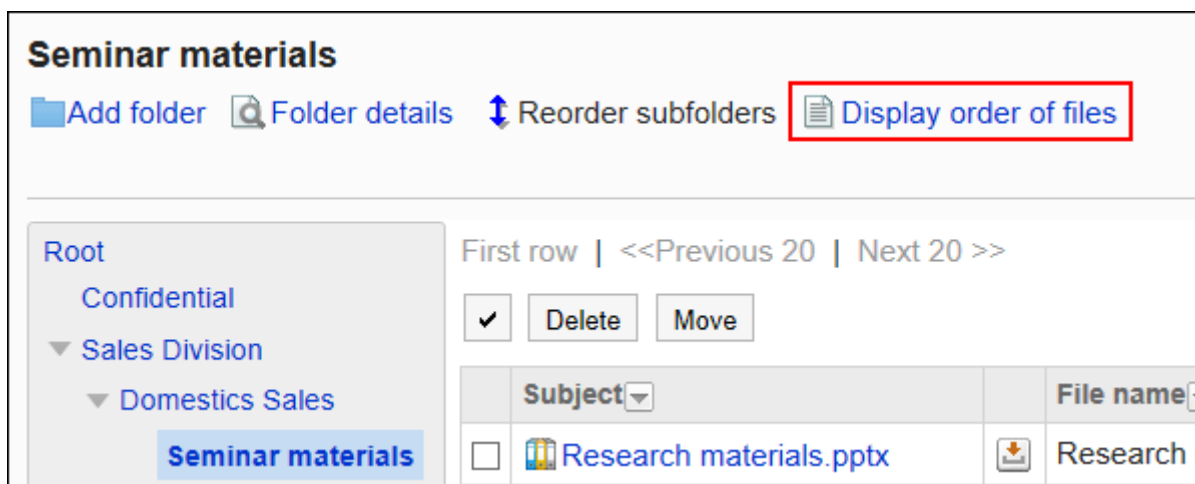 Seminar materials
Add folder Folder details Reorder subfolders Display order of files
Root
Confidential
Sales Division
Domestics Sales
Seminar materials
First row | <<Previous 20 | Next 20 >>
Delete Move
Subject File name
Research materials.pptx Research